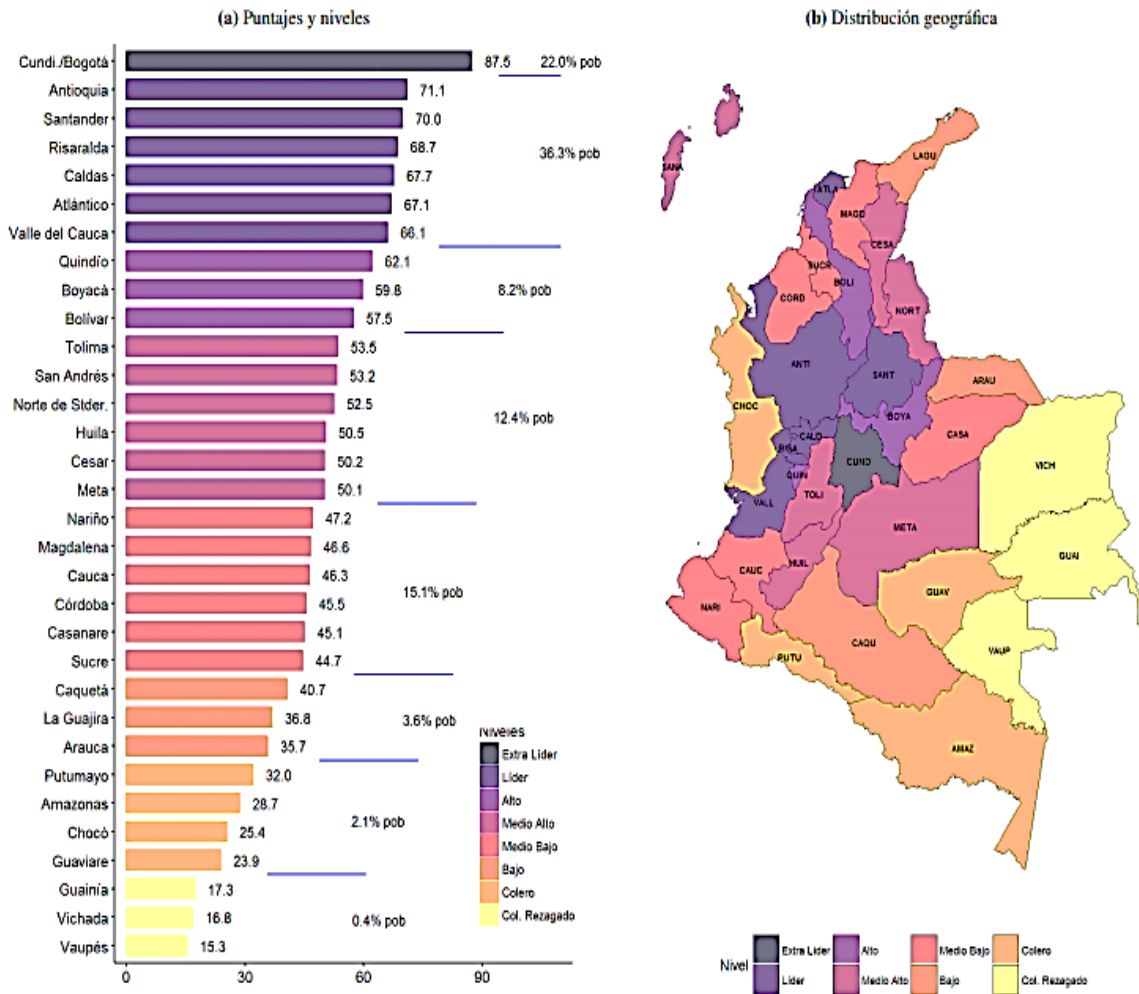 (a) Puntajes y niveles
Cundi./Bogotá 87.5 22.0% pob
Antioquia 71.1
Santander 70.0
Risaralda 68.7
36.3% pob
Caldas 67.7
Atlántico 67.1
Valle del Cauca 66.1
Quindío 62.1
Boyacá 59.8
8.2% pob
Bolívar 57.5
Tolima 53.5
San Andrés 53.2
Norte de Stder. 52.5
12.4% pob
Huila 50.5
Cesar 50.2
Meta 50.1
Nariño 47.2
Magdalena 46.6
Cauca 46.3
15.1% pob
Córdoba 45.5
Casanare 45.1
Sucre 44.7
Caquetá 40.7
La Guajira 36.8
3.6% pob
Arauca 35.7
Putumayo 32.0
Amazonas 28.7
Chocò 25.4
2.1% pob
Guaviare 23.9
Guainía 17.3
Vichada 16.8
0.4% pob
Vaupés 15.3
0 30 60 90
Niveles
Extra Líder
Líder
Alto
Medio Alto
Medio Bajo
Bajo
Colero
Col. Rezagado
(b) Distribución geográfica
LAGU
SANA
ATLA
MAGD
CESA
SUCR
BOLI
CORD
NORT
ANTI
SANT
ARAU
CHOC
BOYA
CASA
CALD
RISA
CUND
VICH
QUIN
TOLI
VALL
META
GUAI
CAUC
HUIL
GUAV
NARI
CAQU
VAUP
PUTU
AMAZ
Nivel
Extra Líder Alto Medio Bajo Colero
Líder Medio Alto Bajo Col. Rezagado